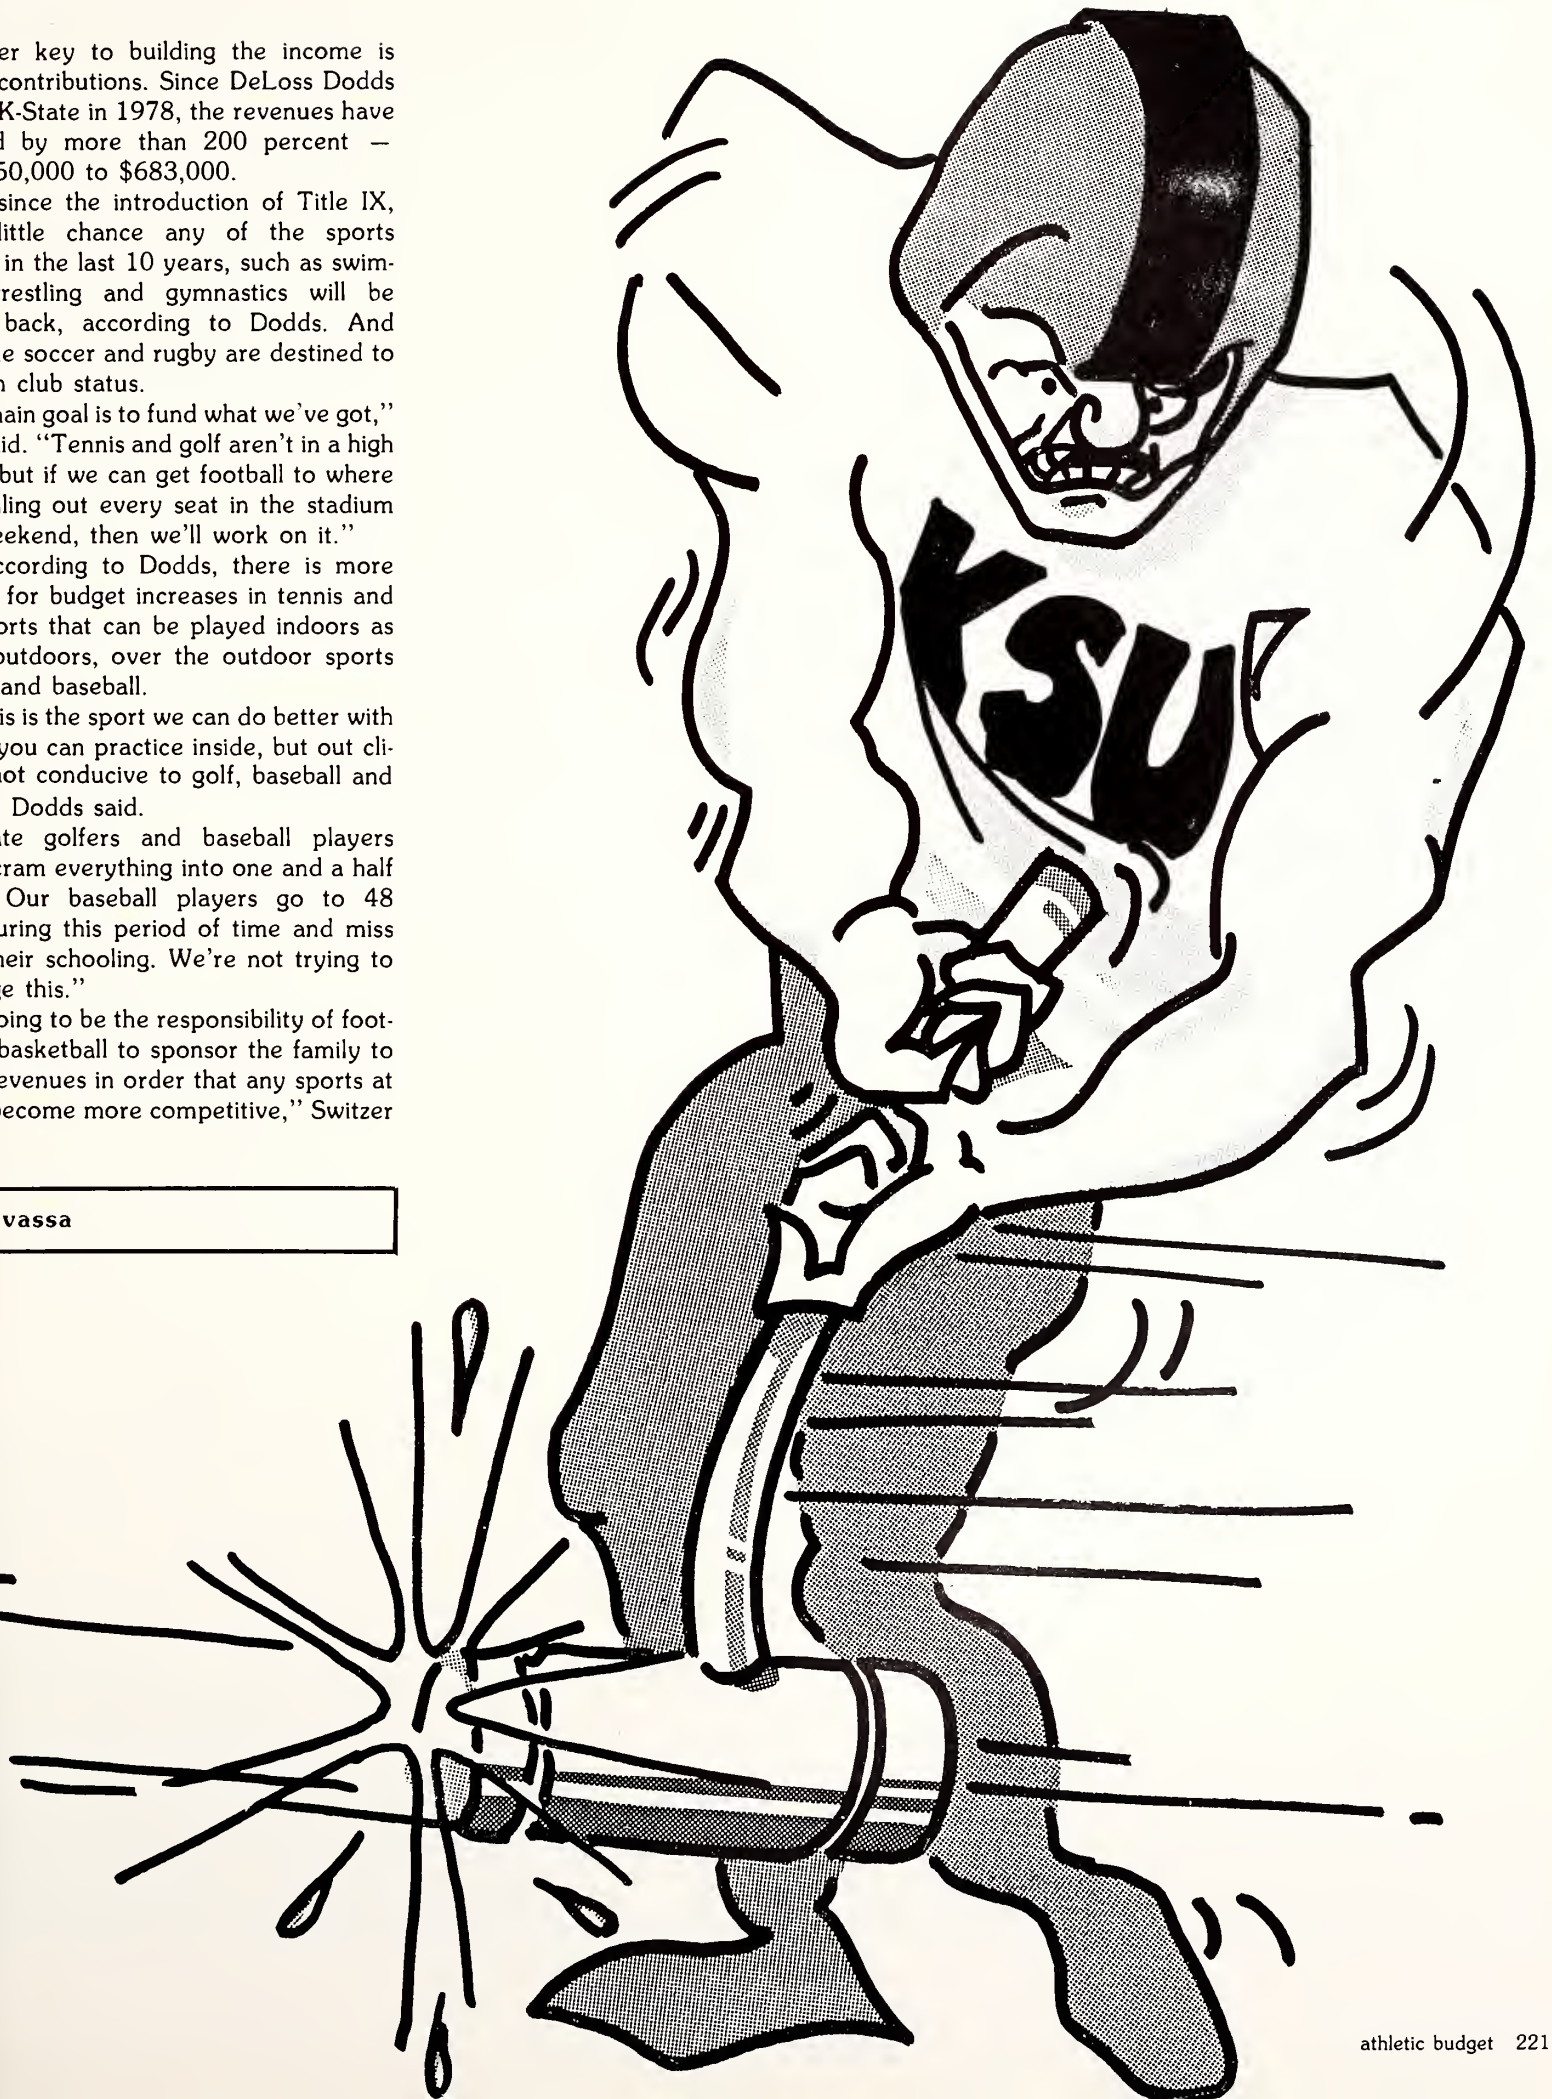 er key to building the income is
contributions. Since DeLoss Dodds
K-State in 1978, the revenues have
d by more than 200 percent —
50,000 to $683,000.
since the introduction of Title IX,
little chance any of the sports
in the last 10 years, such as swim-
restling and gymnastics will be
back, according to Dodds. And
e soccer and rugby are destined to
n club status.
nain goal is to fund what we've got,''
id. ''Tennis and golf aren't in a high
but if we can get football to where
ling out every seat in the stadium
eekend, then we'll work on it.''
ccording to Dodds, there is more
for budget increases in tennis and
orts that can be played indoors as
outdoors, over the outdoor sports
and baseball.
is is the sport we can do better with
you can practice inside, but out cli-
not conducive to golf, baseball and
Dodds said.
te golfers and baseball players
cram everything into one and a half
Our baseball players go to 48
uring this period of time and miss
heir schooling. We're not trying to
ge this.''
oing to be the responsibility of foot-
basketball to sponsor the family to
evenues in order that any sports at
become more competitive,'' Switzer
vassa
KSU
athletic budget 221